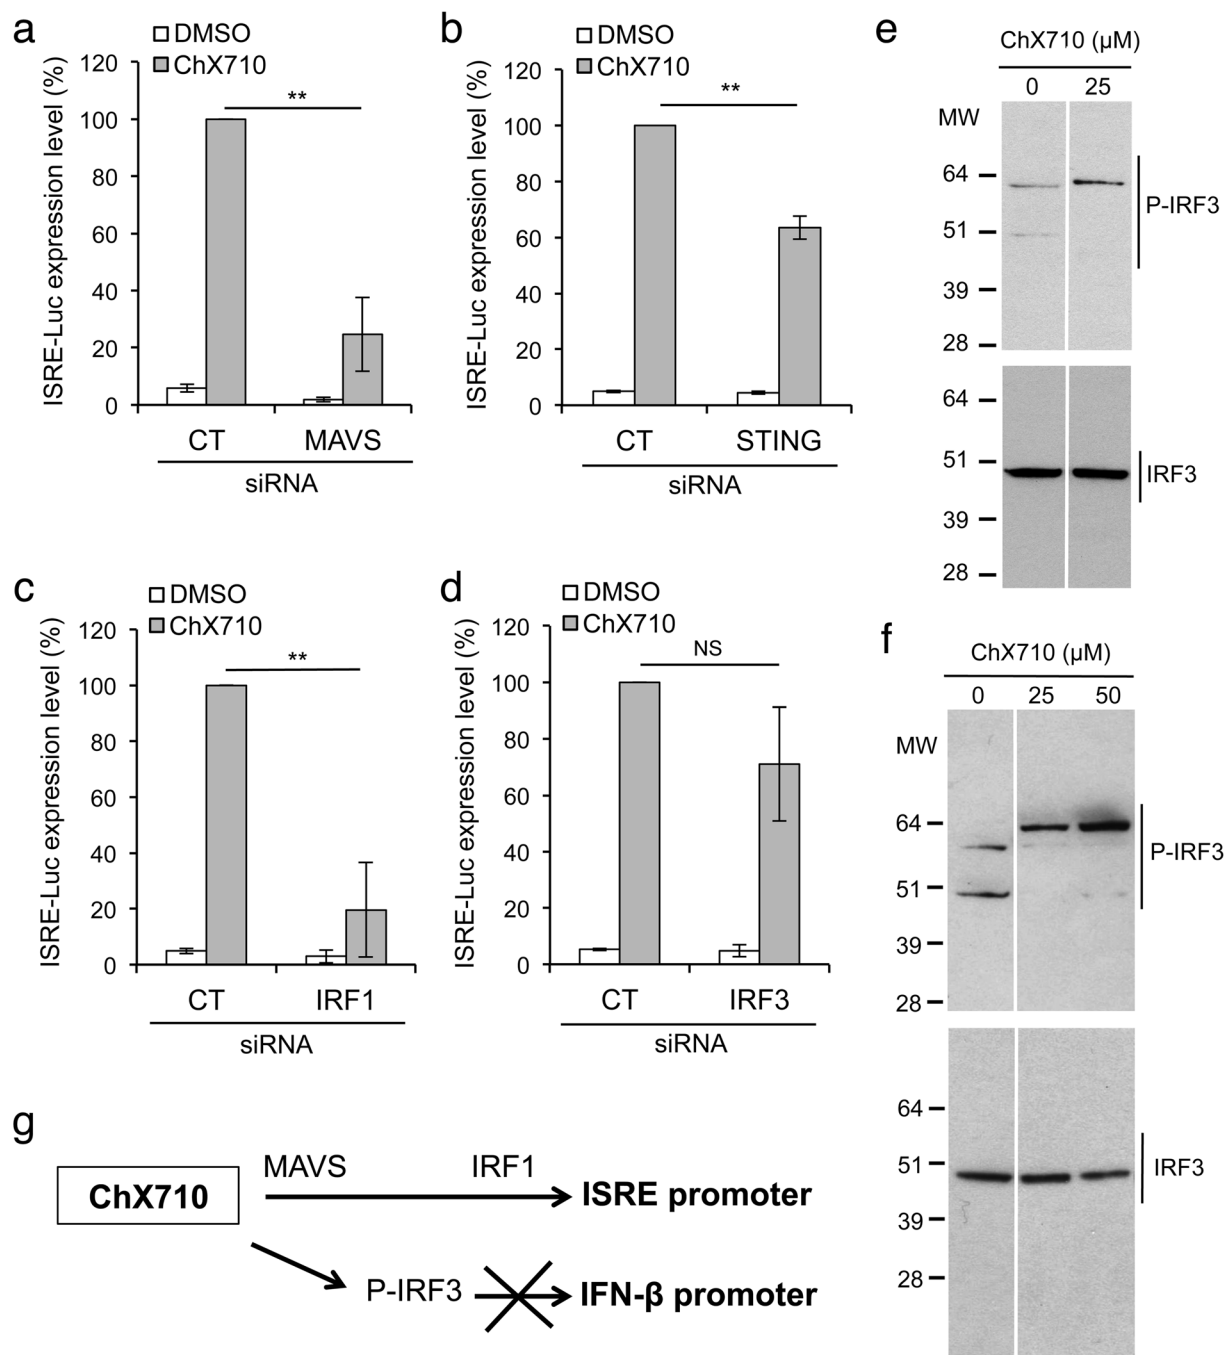 a
DMSO
ChX710
ISRE-Luc expression level (%)
120
100
80
60
40
20
0
**
CT MAVS
siRNA
b
DMSO
ChX710
ISRE-Luc expression level (%)
120
100
80
60
40
20
0
**
CT STING
siRNA
c
DMSO
ChX710
ISRE-Luc expression level (%)
120
100
80
60
40
20
0
**
CT IRF1
siRNA
d
DMSO
ChX710
ISRE-Luc expression level (%)
120
100
80
60
40
20
0
NS
CT IRF3
siRNA
e
ChX710 (µM)
0 25
MW
64
51
39
28
P-IRF3
64
51
39
28
IRF3
f
ChX710 (µM)
0 25 50
MW
64
51
39
28
P-IRF3
64
51
39
28
IRF3
g
ChX710
MAVS IRF1
ISRE promoter
P-IRF3
IFN-β promoter